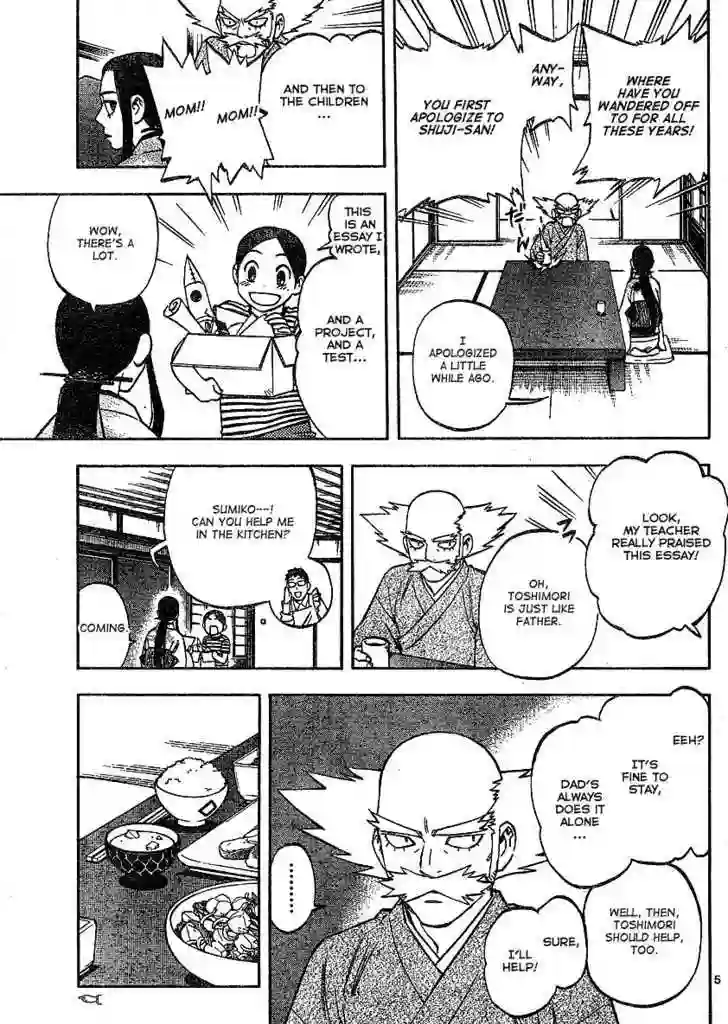 WHERE
HAVE YOU
WANDERED OFF
TO FOR ALL
THESE YEARS!
ANY-
WAY,
YOU FIRST
APOLOGIZE TO
SHUJI-SAN!
I
APOLOGIZED
A LITTLE
WHILE AGO.
AND THEN TO
THE CHILDREN
...
MOM!!
MOM!!
THIS IS
AN
ESSAY I
WROTE,
AND A
PROJECT,
AND A
TEST...
WOW,
THERE'S A
LOT.
LOOK,
MY TEACHER
REALLY PRAISED
THIS ESSAY!
OH,
TOSHIMORI
IS JUST LIKE
FATHER.
SUMIKO--!
CAN YOU HELP ME
IN THE KITCHEN?
COMING.
EEH?
IT'S
FINE TO
STAY,
DAD'S
ALWAYS
DOES IT
ALONE
...
WELL, THEN,
TOSHIMORI
SHOULD HELP,
TOO.
SURE,
I'LL
HELP!
.......
5